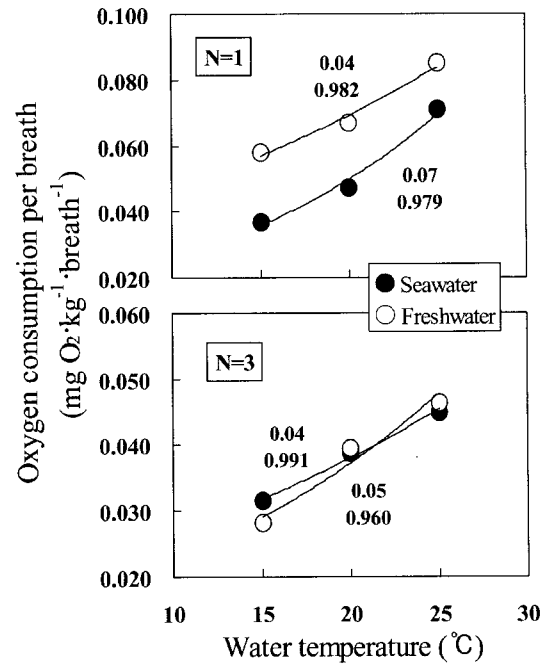 Oxygen consumption per breath
(mg O₂·kg⁻¹·breath⁻¹)
0.100
0.080
0.060
0.040
0.020
N=1
0.04
0.982
0.07
0.979
Seawater
Freshwater
0.060
0.050
0.040
0.030
0.020
N=3
0.04
0.991
0.05
0.960
10 15 20 25 30
Water temperature (℃)